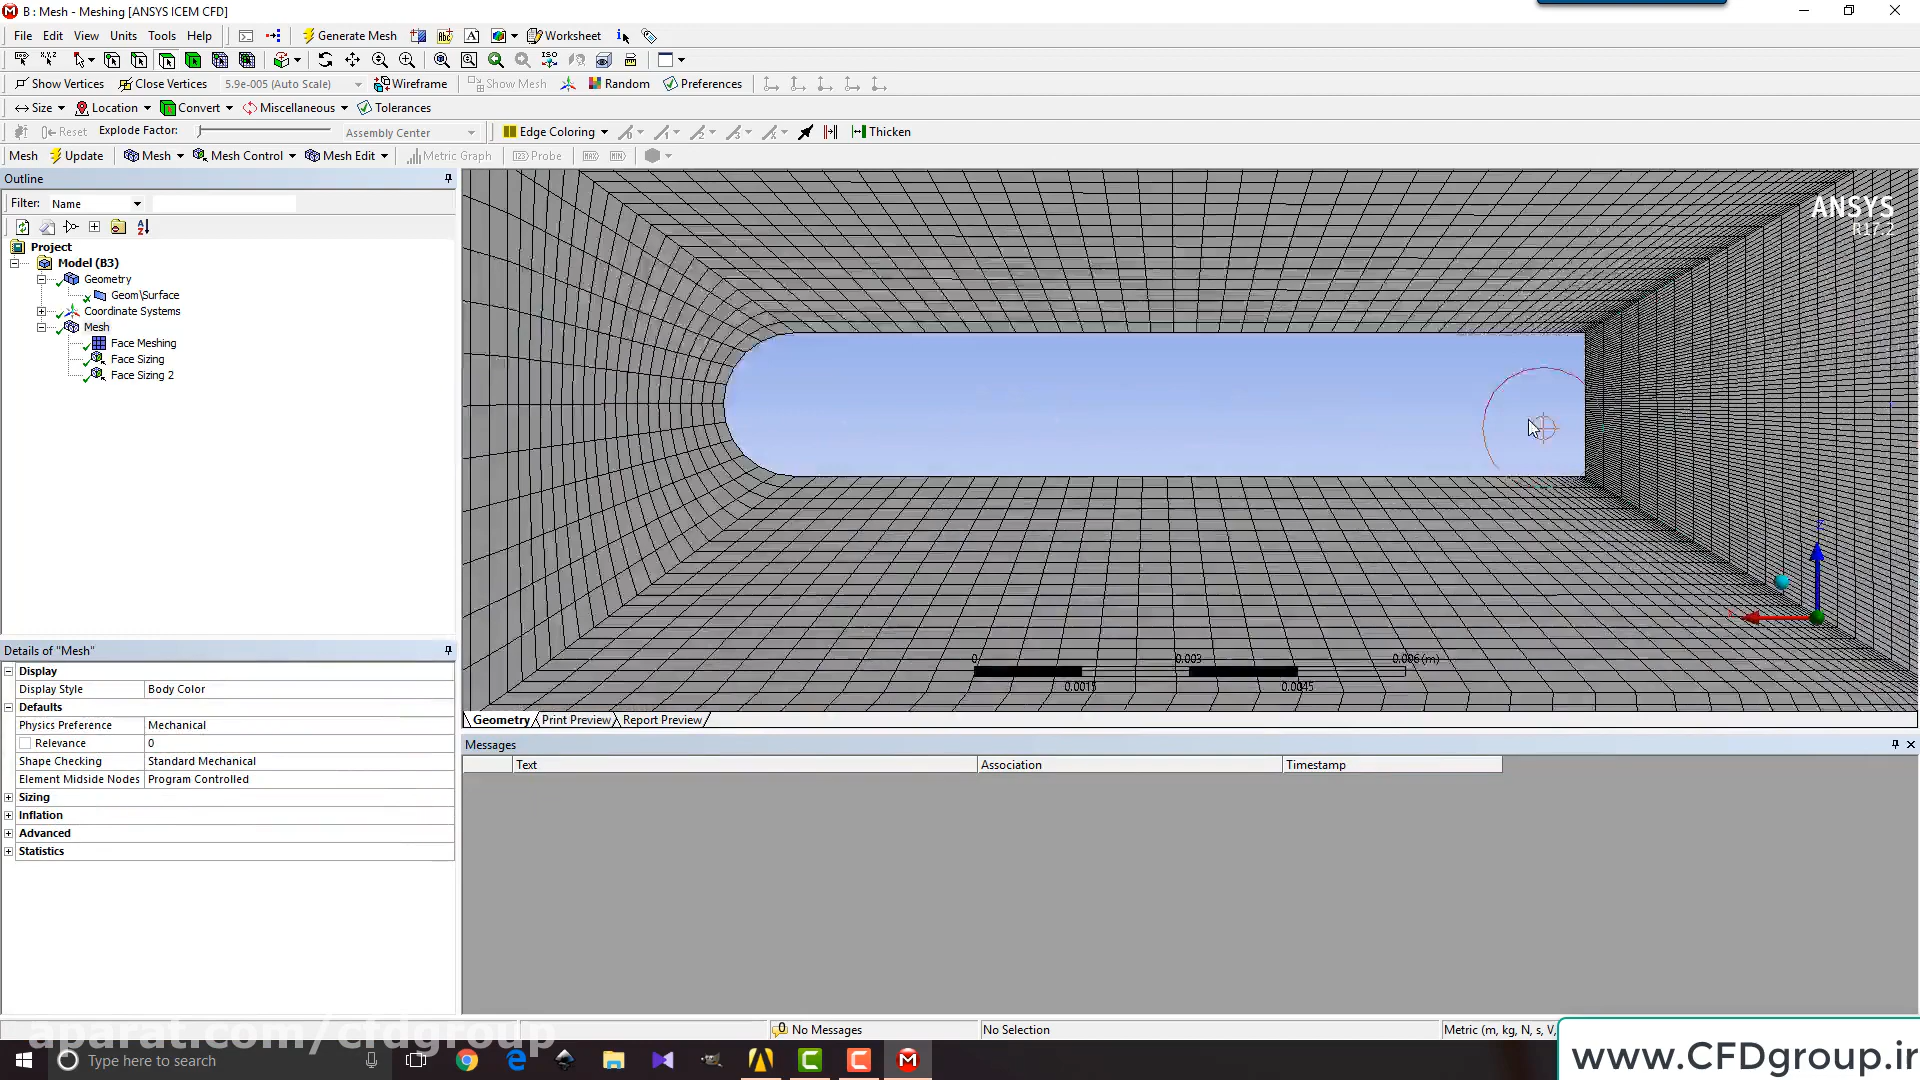 B : Mesh - Meshing [ANSYS ICEM CFD]
File Edit View Units Tools Help Generate Mesh Worksheet
Show Vertices Close Vertices 5.9e-005 (Auto Scale) Wireframe Show Mesh Random Preferences
Size Location Convert Miscellaneous Tolerances
Reset Explode Factor: Assembly Center Edge Coloring Thicken
Mesh Update Mesh Mesh Control Mesh Edit Metric Graph Probe
Outline
Filter: Name
Project
Model (B3)
Geometry
Geom\Surface
Coordinate Systems
Mesh
Face Meshing
Face Sizing
Face Sizing 2
ANSYS
R17.2
0 0.003 0.006 (m)
0.0015 0.0045
Details of "Mesh"
Display
Display Style Body Color
Defaults
Physics Preference Mechanical
Relevance 0
Shape Checking Standard Mechanical
Element Midside Nodes Program Controlled
Sizing
Inflation
Advanced
Statistics
Geometry Print Preview Report Preview
Messages
Text Association Timestamp
No Messages No Selection Metric (m, kg, N, s, V,
aparat.com/cfdgroup
Type here to search
www.CFDgroup.ir